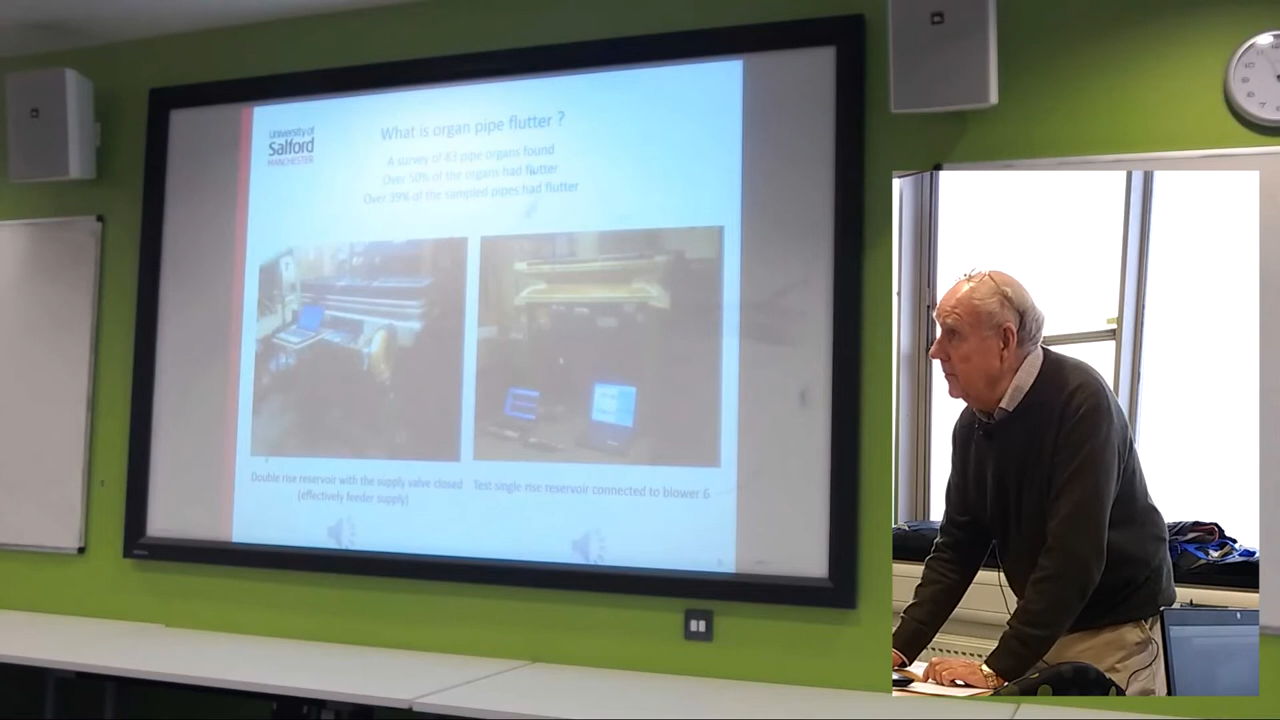 University of
Salford
MANCHESTER
What is organ pipe flutter ?
A survey of 83 pipe organs found
Over 50% of the organs had flutter
Over 39% of the sampled pipes had flutter
Double rise reservoir with the supply valve closed
(effectively feeder supply)
Test single rise reservoir connected to blower 6